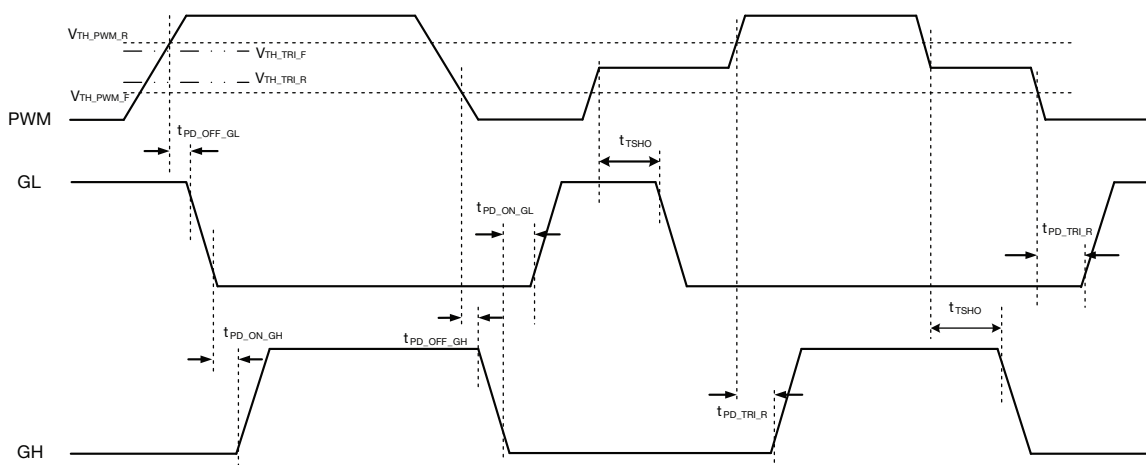 VTH_PWM_R
VTH_TRI_F
VTH_TRI_R
VTH_PWM_F
PWM
tPD_OFF_GL
tTSHO
GL
tPD_ON_GL
tPD_TRI_R
tTSHO
tPD_ON_GH
tPD_OFF_GH
tPD_TRI_R
GH